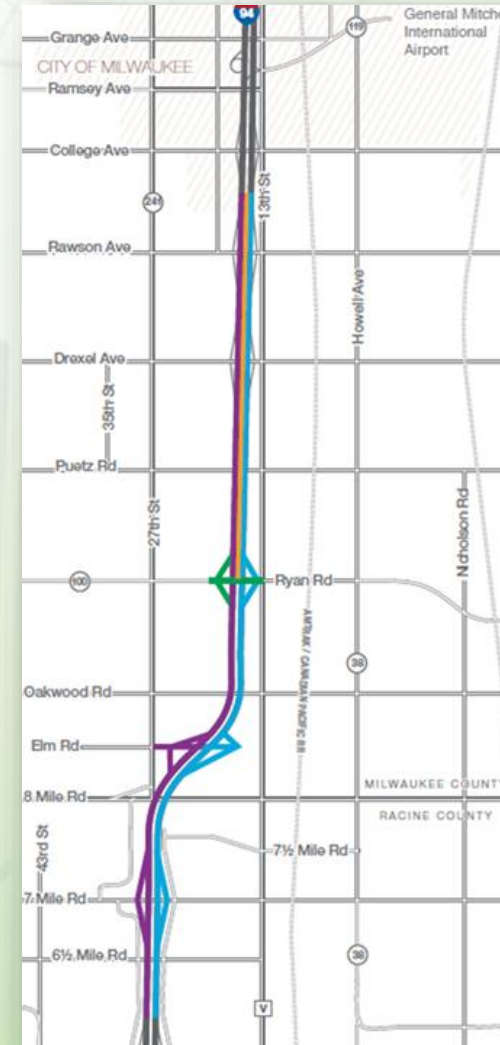 94
Grange Ave
119
General Mitche
International
Airport
CITY OF MILWAUKEE
Ramsey Ave
College Ave
241
13th St
Rawson Ave
Howell Ave
Drexel Ave
35th St
Puetz Rd
27th St
Nicholson Rd
100
Ryan Rd
AMTRAK / CANADIAN PACIFIC RR
38
Oakwood Rd
Elm Rd
MILWAUKEE COUNTY
8 Mile Rd
RACINE COUNTY
43rd St
7½ Mile Rd
7 Mile Rd
6½ Mile Rd
38
V